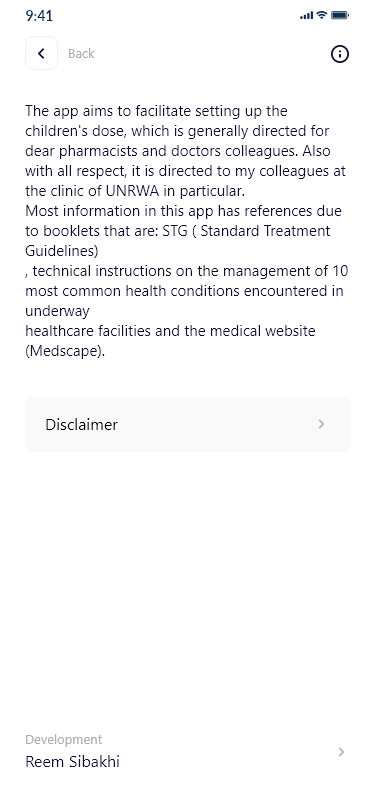 9:41
Back
The app aims to facilitate setting up the
children's dose, which is generally directed for
dear pharmacists and doctors colleagues. Also
with all respect, it is directed to my colleagues at
the clinic of UNRWA in particular.
Most information in this app has references due
to booklets that are: STG ( Standard Treatment
Guidelines)
, technical instructions on the management of 10
most common health conditions encountered in
underway
healthcare facilities and the medical website
(Medscape).
Disclaimer
Development
Reem Sibakhi